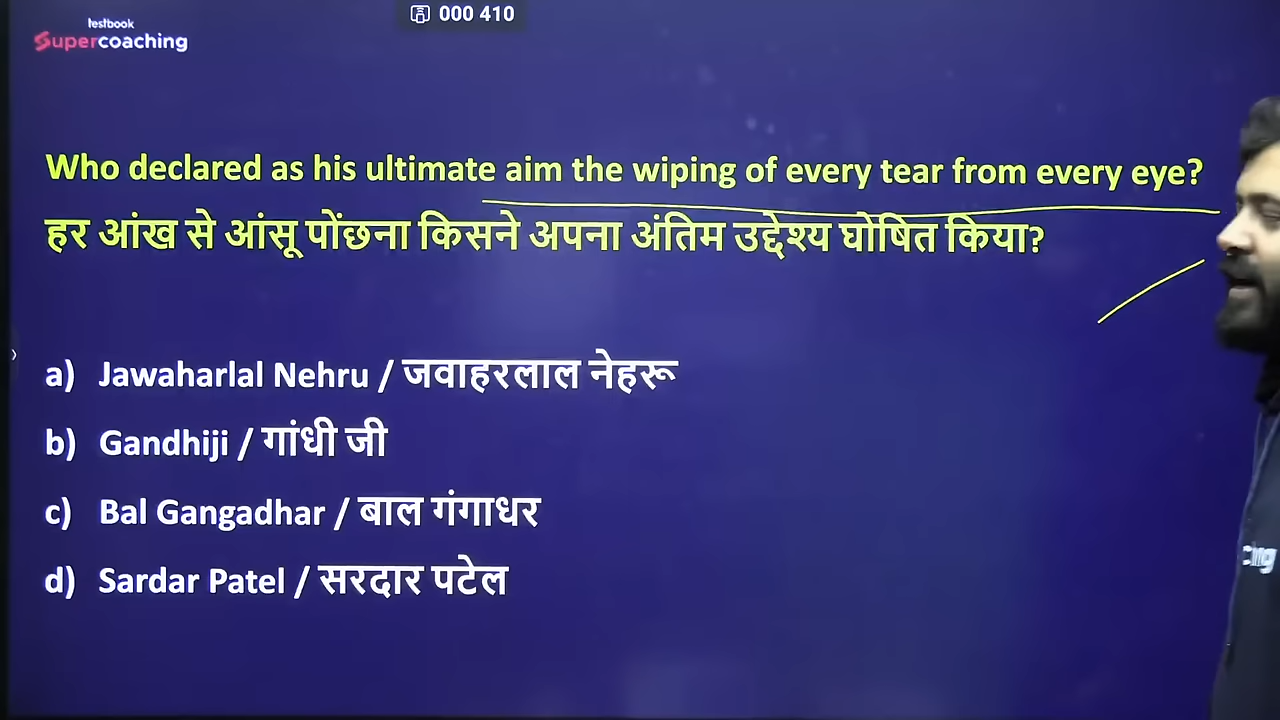 testbook
Supercoaching
000 410
Who declared as his ultimate aim the wiping of every tear from every eye?
हर आंख से आंसू पोंछना किसने अपना अंतिम उद्देश्य घोषित किया?
a) Jawaharlal Nehru / जवाहरलाल नेहरू
b) Gandhiji / गांधी जी
c) Bal Gangadhar / बाल गंगाधर
d) Sardar Patel / सरदार पटेल